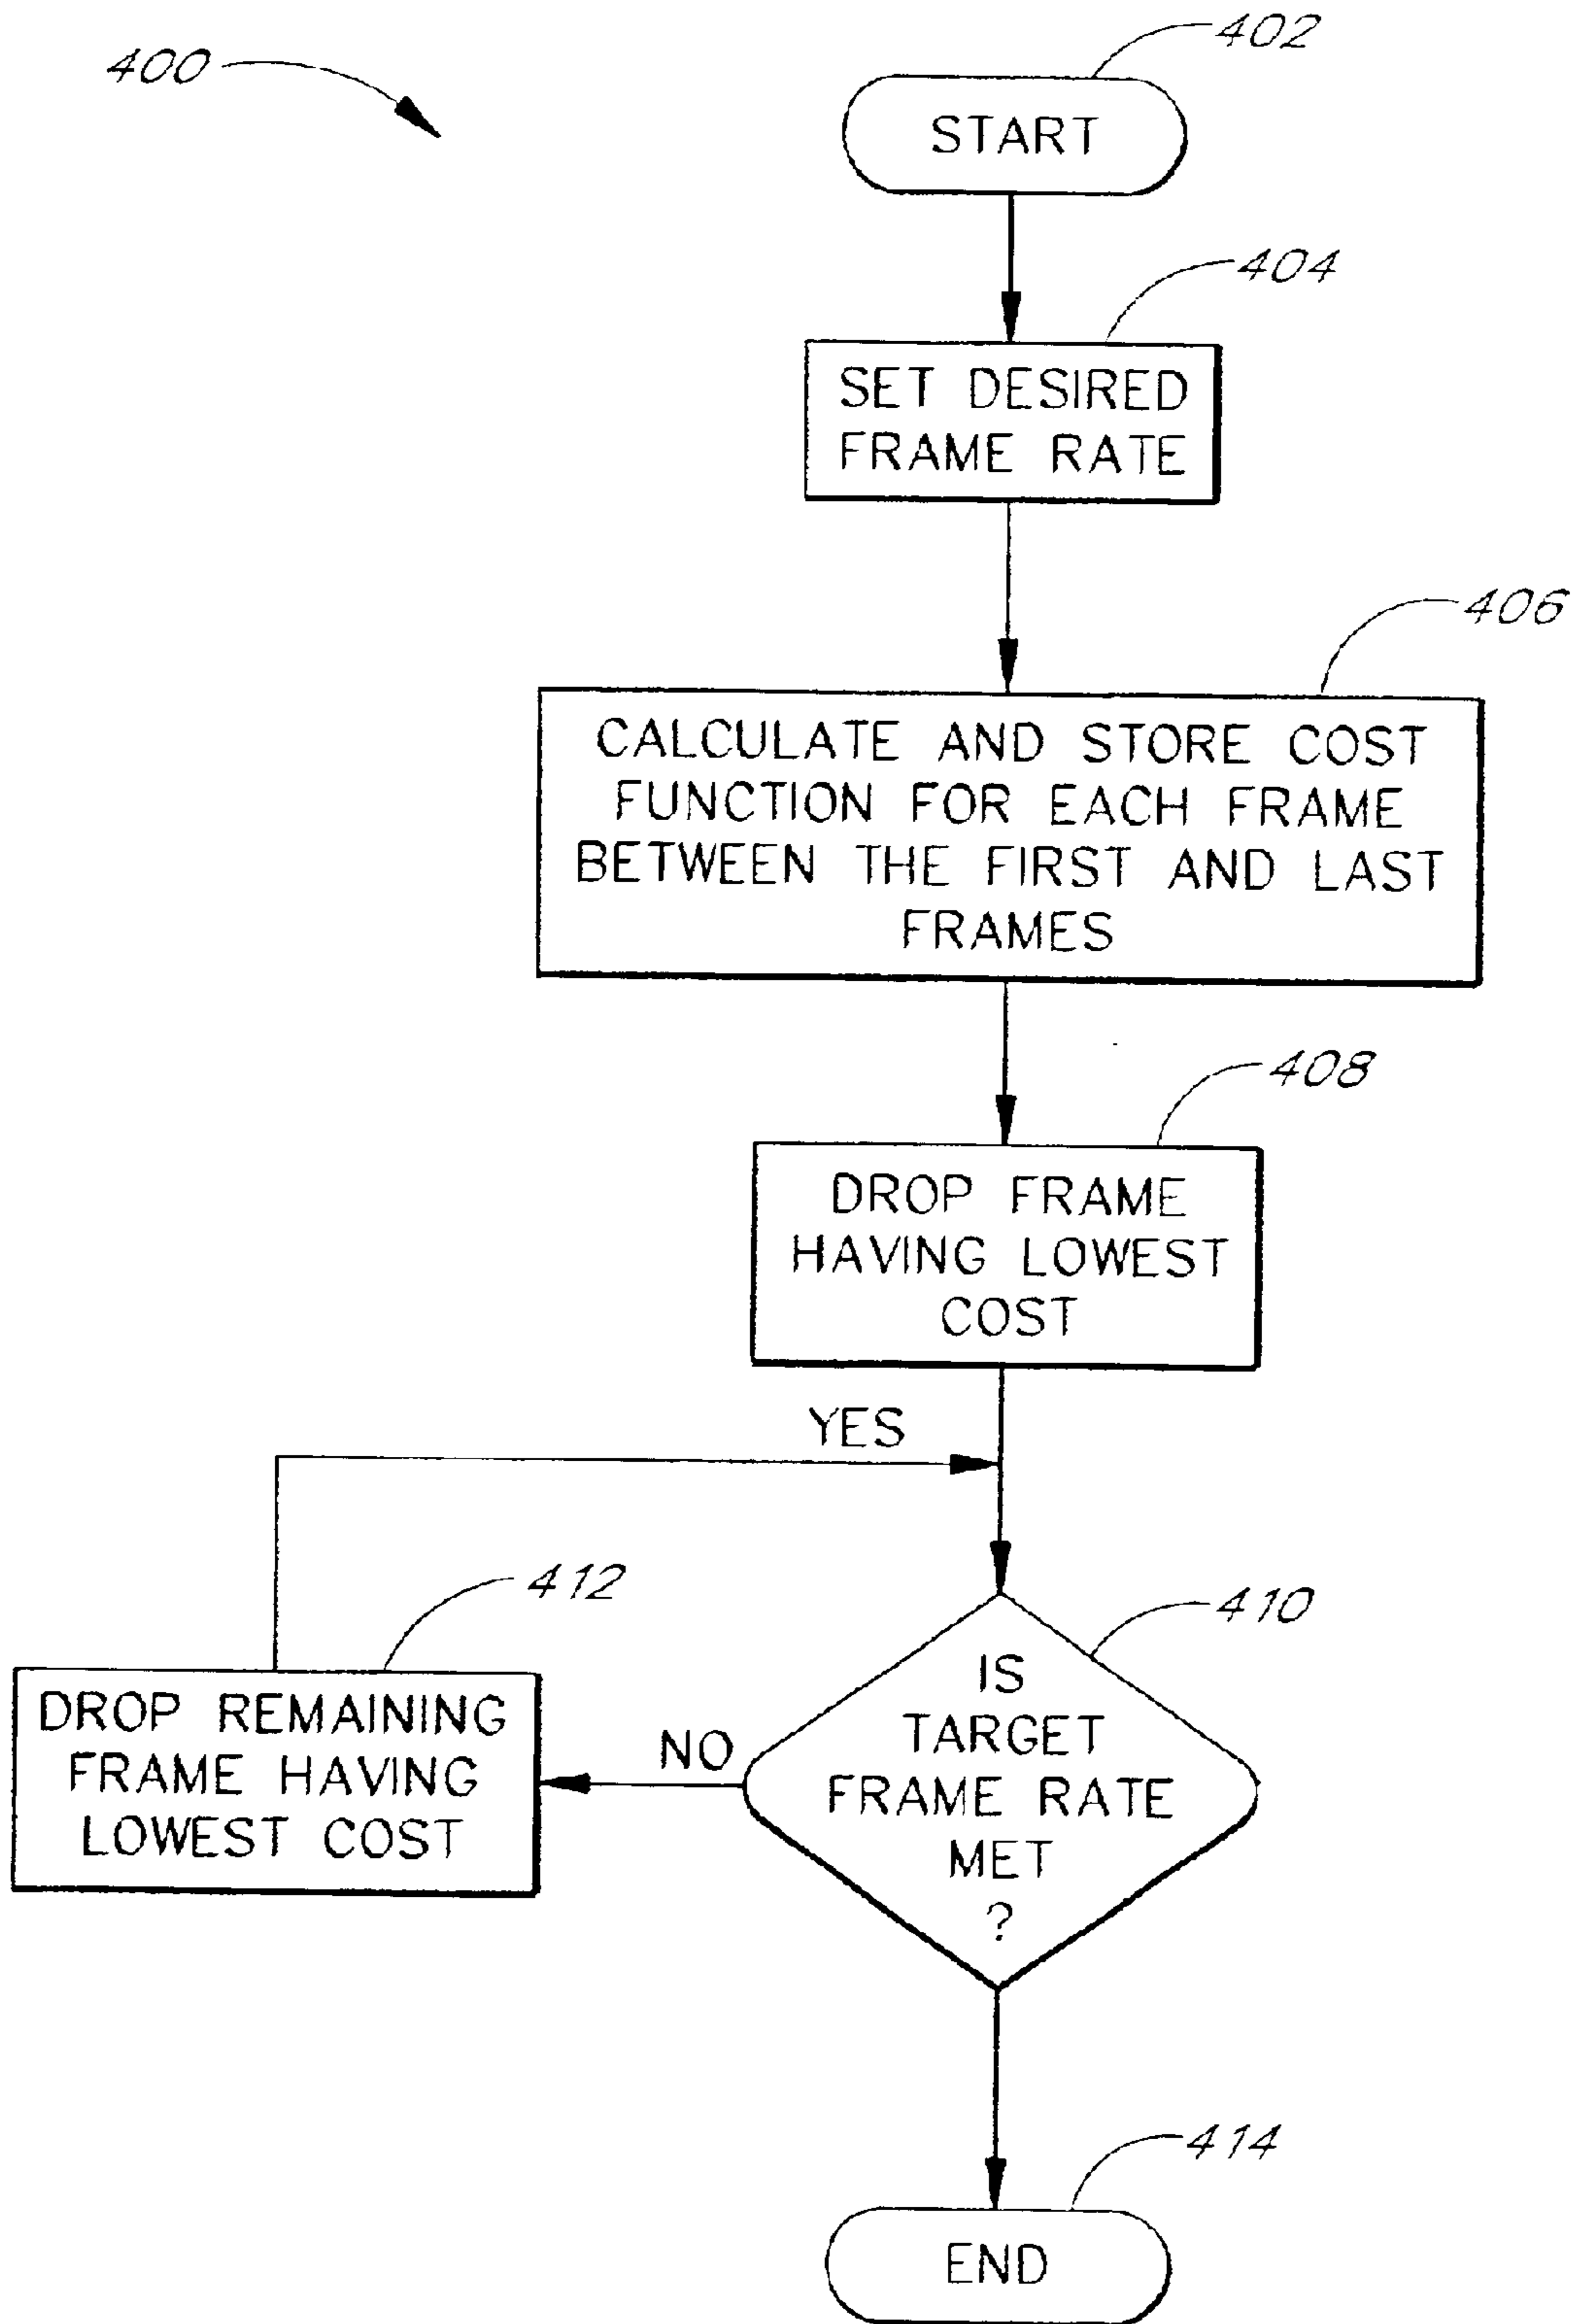 400
402
START
404
SET DESIRED
FRAME RATE
406
CALCULATE AND STORE COST
FUNCTION FOR EACH FRAME
BETWEEN THE FIRST AND LAST
FRAMES
408
DROP FRAME
HAVING LOWEST
COST
YES
412
410
DROP REMAINING
FRAME HAVING
LOWEST COST
NO
IS
TARGET
FRAME RATE
MET
?
414
END